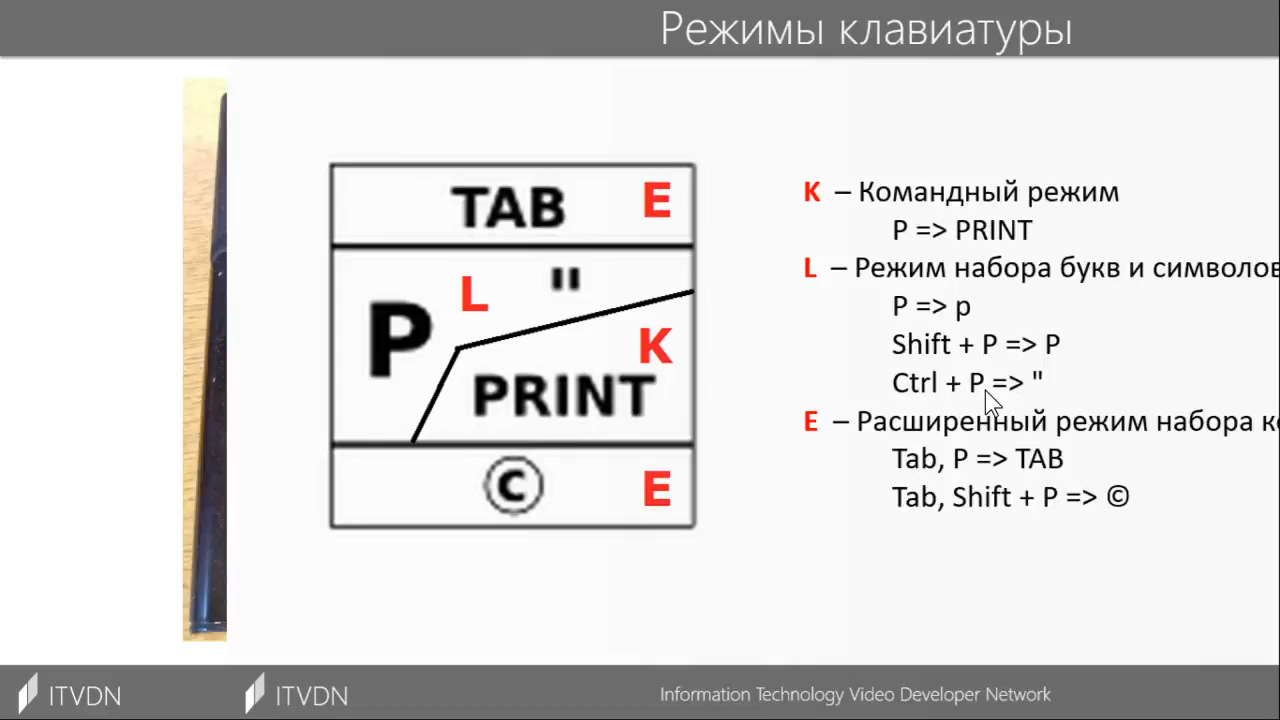 Режимы клавиатуры
TAB E
L "
P K
PRINT
© E
K – Командный режим
P => PRINT
L – Режим набора букв и символов
P => p
Shift + P => P
Ctrl + P => "
E – Расширенный режим набора
Tab, P => TAB
Tab, Shift + P => ©
ITVDN ITVDN Information Technology Video Developer Network